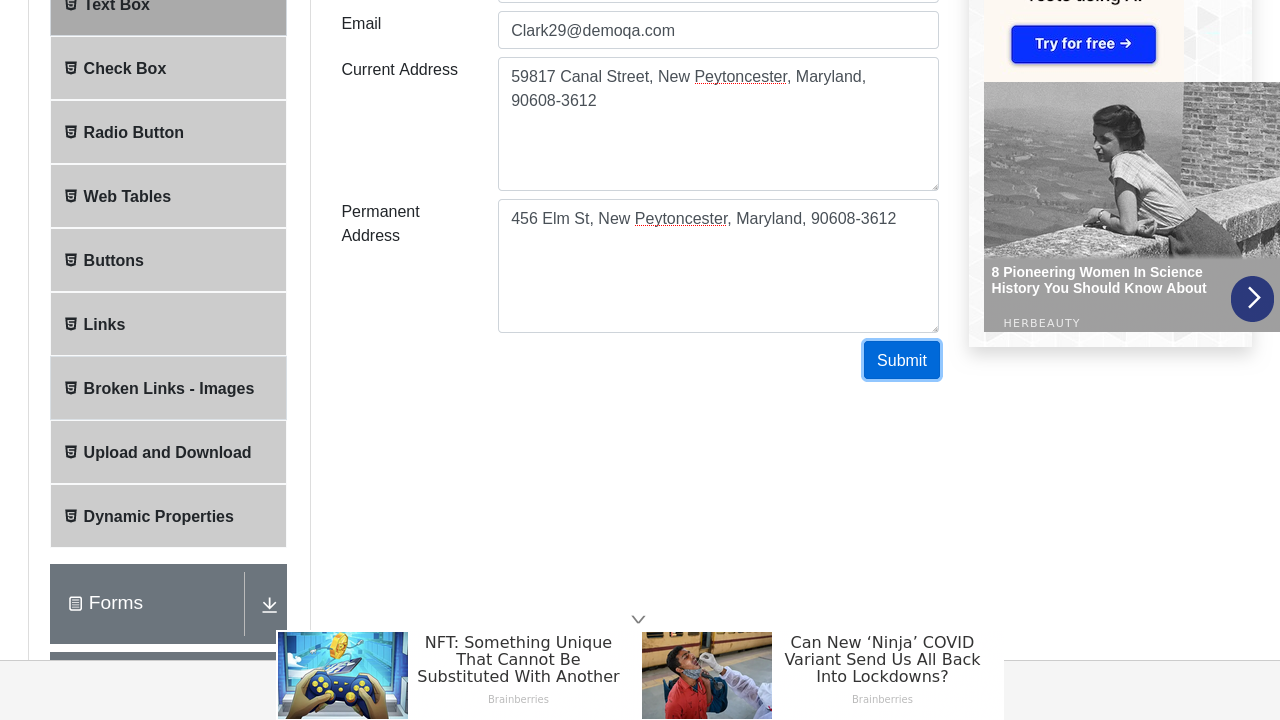 Text Box
Check Box
Radio Button
Web Tables
Buttons
Links
Broken Links - Images
Upload and Download
Dynamic Properties
Forms
Email
Clark29@demoqa.com
Current Address
59817 Canal Street, New Peytoncester, Maryland,
90608-3612
Permanent
Address
456 Elm St, New Peytoncester, Maryland, 90608-3612
Submit
Try for free →
8 Pioneering Women In Science
History You Should Know About
HERBEAUTY
NFT: Something Unique
That Cannot Be
Substituted With Another
Brainberries
Can New ‘Ninja’ COVID
Variant Send Us All Back
Into Lockdowns?
Brainberries